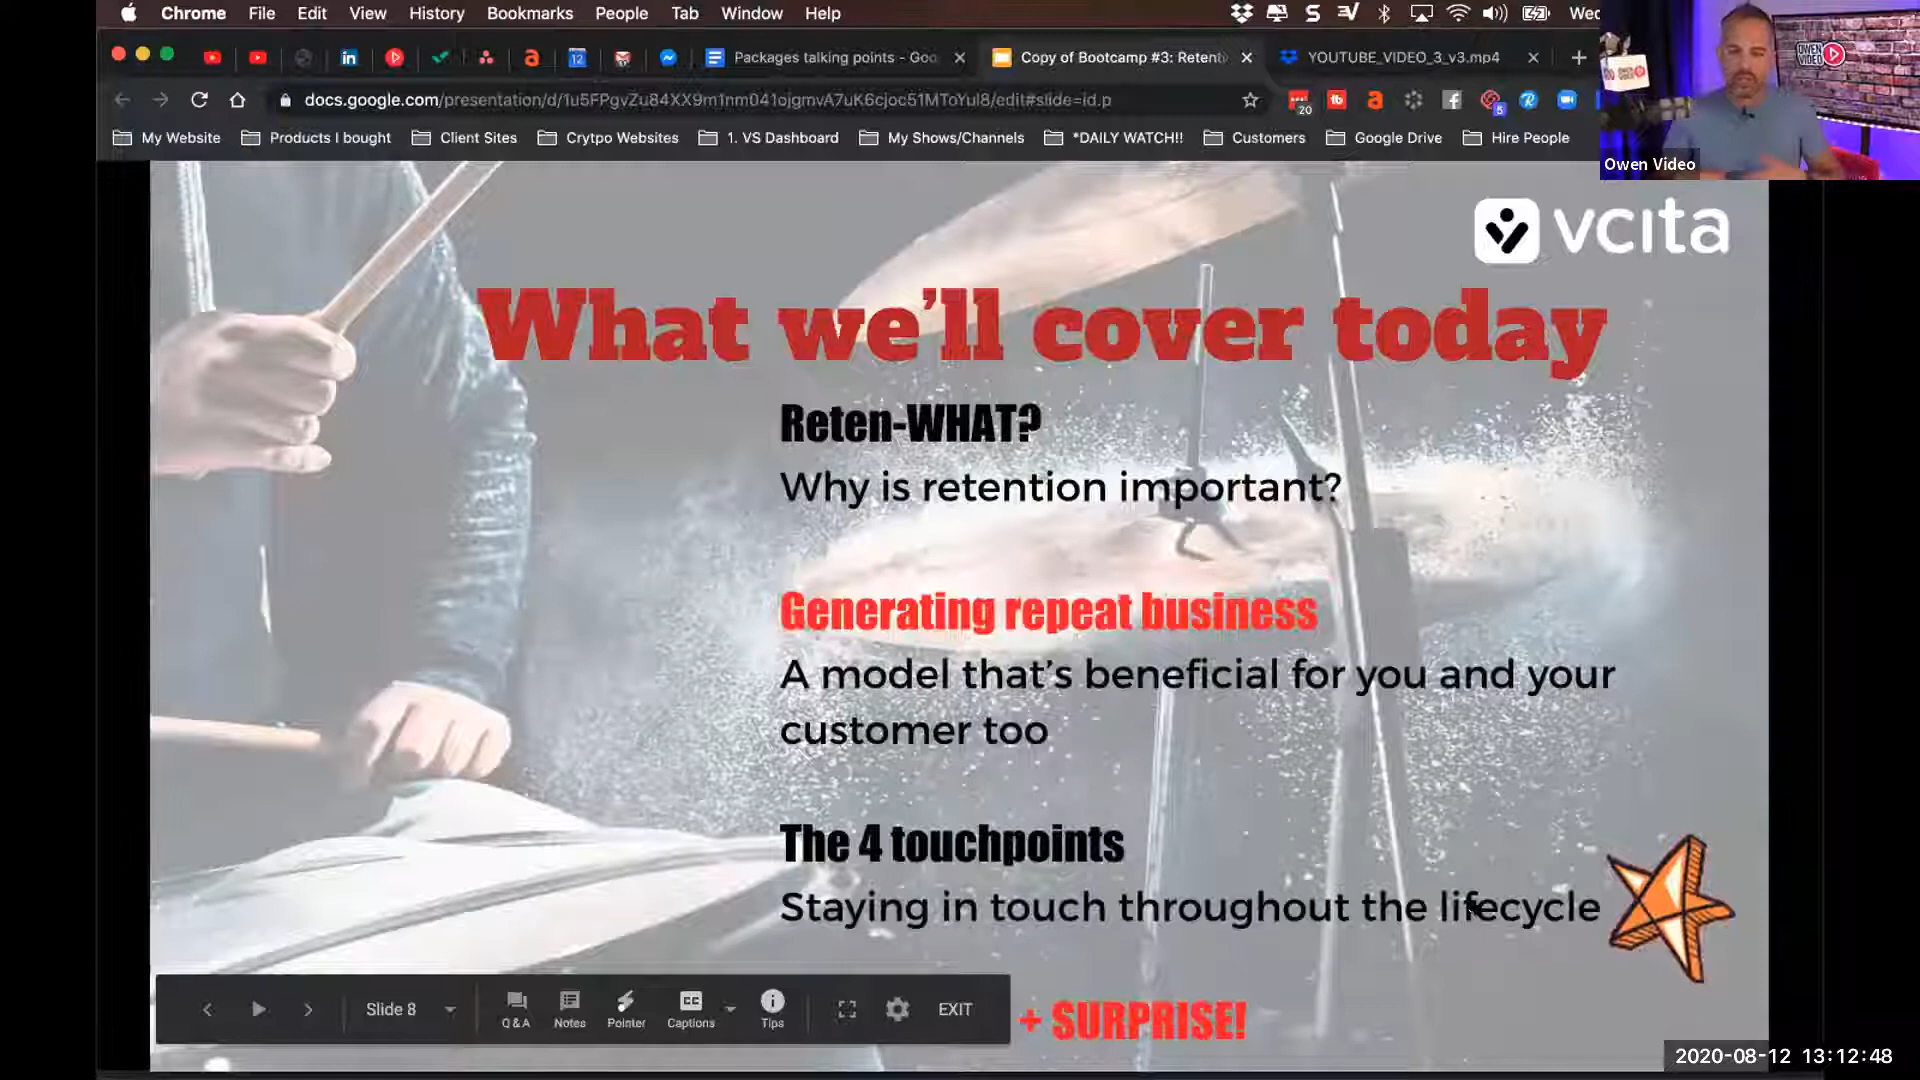 Chrome File Edit View History Bookmarks People Tab Window Help Wed
Packages talking points - Goo
Copy of Bootcamp #3: Retenti
YOUTUBE_VIDEO_3_v3.mp4
docs.google.com/presentation/d/1u5FPgvZu84XX9m1nm041ojgmvA7uK6cjoc51MToYul8/edit#slide=id.p
My Website Products I bought Client Sites Crytpo Websites 1. VS Dashboard My Shows/Channels *DAILY WATCH!! Customers Google Drive Hire People
OWEN VIDEO
Owen Video
vcita
What we'll cover today
Reten-WHAT?
Why is retention important?
Generating repeat business
A model that's beneficial for you and your
customer too
The 4 touchpoints
Staying in touch throughout the lifecycle
+ SURPRISE!
Slide 8 Q & A Notes Pointer Captions Tips EXIT
2020-08-12 13:12:48